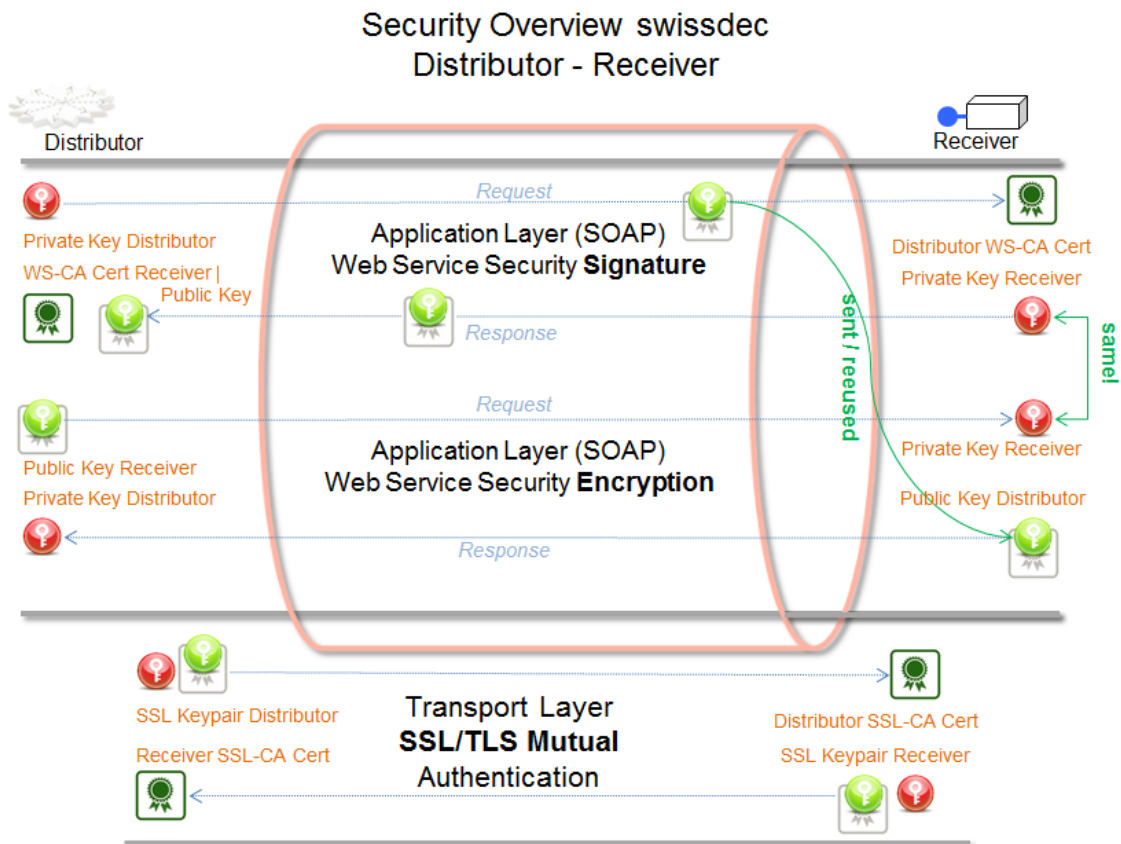 Security Overview swissdec
Distributor - Receiver
Distributor
Receiver
Request
Private Key Distributor
Application Layer (SOAP)
Web Service Security Signature
Distributor WS-CA Cert
WS-CA Cert Receiver |
Public Key
Private Key Receiver
Response
sent / reeused
same!
Request
Public Key Receiver
Application Layer (SOAP)
Web Service Security Encryption
Private Key Receiver
Private Key Distributor
Public Key Distributor
Response
SSL Keypair Distributor
Transport Layer
SSL/TLS Mutual
Authentication
Distributor SSL-CA Cert
Receiver SSL-CA Cert
SSL Keypair Receiver